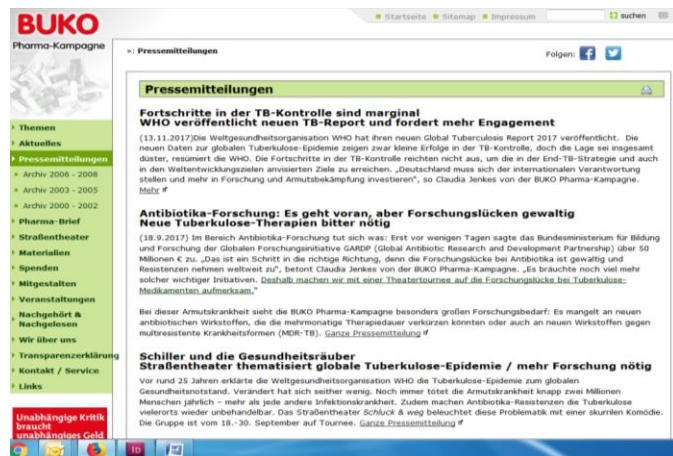 BUKO
Pharma-Kampagne
Startseite Sitemap Impressum
suchen
>: Pressemitteilungen
Folgen:
Themen
Aktuelles
Pressemitteilungen
Archiv 2006 - 2008
Archiv 2003 - 2005
Archiv 2000 - 2002
Pharma-Brief
Straßentheater
Materialien
Spenden
Mitgestalten
Veranstaltungen
Nachgehört &
Nachgelesen
Wir über uns
Transparenzerklärung
Kontakt / Service
Links
Unabhängige Kritik
braucht
unabhängiges Geld
Pressemitteilungen
Fortschritte in der TB-Kontrolle sind marginal
WHO veröffentlicht neuen TB-Report und fordert mehr Engagement
(13.11.2017)Die Weltgesundheitsorganisation WHO hat ihren neuen Global Tuberculosis Report 2017 veröffentlicht. Die
neuen Daten zur globalen Tuberkulose-Epidemie zeigen zwar kleine Erfolge in der TB-Kontrolle, doch die Lage sei insgesamt
düster, resümiert die WHO. Die Fortschritte in der TB-Kontrolle reichten nicht aus, um die in der End-TB-Strategie und auch
in den Weltentwicklungszielen anvisierten Ziele zu erreichen. „Deutschland muss sich der internationalen Verantwortung
stellen und mehr in Forschung und Armutsbekämpfung investieren", so Claudia Jenkes von der BUKO Pharma-Kampagne.
Mehr
Antibiotika-Forschung: Es geht voran, aber Forschungslücken gewaltig
Neue Tuberkulose-Therapien bitter nötig
(18.9.2017) Im Bereich Antibiotika-Forschung tut sich was: Erst vor wenigen Tagen sagte das Bundesministerium für Bildung
und Forschung der Globalen Forschungsinitiative GARDP (Global Antibiotic Research and Development Partnership) über 50
Millionen € zu. „Das ist ein Schritt in die richtige Richtung, denn die Forschungslücke bei Antibiotika ist gewaltig und
Resistenzen nehmen weltweit zu", betont Claudia Jenkes von der BUKO Pharma-Kampagne. „Es bräuchte noch viel mehr
solcher wichtiger Initiativen. Deshalb machen wir mit einer Theatertournee auf die Forschungslücke bei Tuberkulose-
Medikamenten aufmerksam."
Bei dieser Armutskrankheit sieht die BUKO Pharma-Kampagne besonders großen Forschungsbedarf: Es mangelt an neuen
antibiotischen Wirkstoffen, die die mehrmonatige Therapiedauer verkürzen könnten oder auch an neuen Wirkstoffen gegen
multiresistente Krankheitsformen (MDR-TB). Ganze Pressemitteilung
Schiller und die Gesundheitsräuber
Straßentheater thematisiert globale Tuberkulose-Epidemie / mehr Forschung nötig
Vor rund 25 Jahren erklärte die Weltgesundheitsorganisation WHO die Tuberkulose-Epidemie zum globalen
Gesundheitsnotstand. Verändert hat sich seither wenig. Noch immer tötet die Armutskrankheit knapp zwei Millionen
Menschen jährlich - mehr als jede andere Infektionskrankheit. Zudem machen Antibiotika-Resistenzen die Tuberkulose
vielerorts wieder unbehandelbar. Das Straßentheater Schluck & weg beleuchtet diese Problematik mit einer skurrilen Komödie.
Die Gruppe ist vom 18.-30. September auf Tournee. Ganze Pressemitteilung